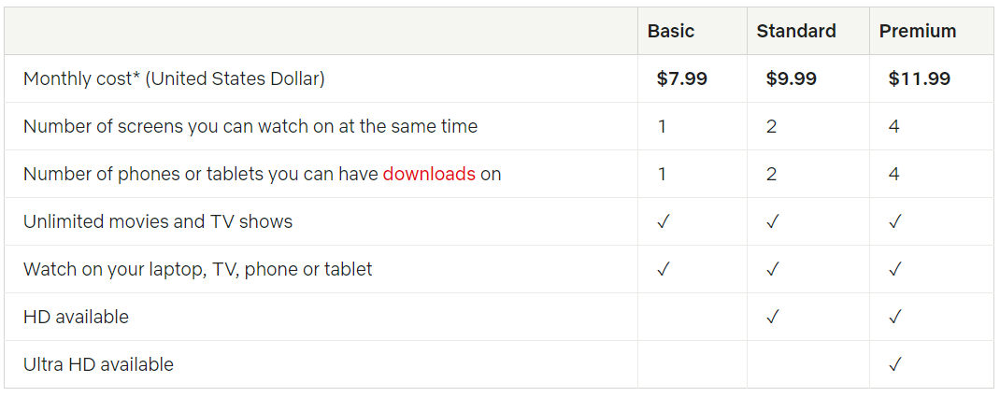 Basic Standard Premium
Monthly cost* (United States Dollar) $7.99 $9.99 $11.99
Number of screens you can watch on at the same time 1 2 4
Number of phones or tablets you can have downloads on 1 2 4
Unlimited movies and TV shows ✓ ✓ ✓
Watch on your laptop, TV, phone or tablet ✓ ✓ ✓
HD available ✓ ✓
Ultra HD available ✓